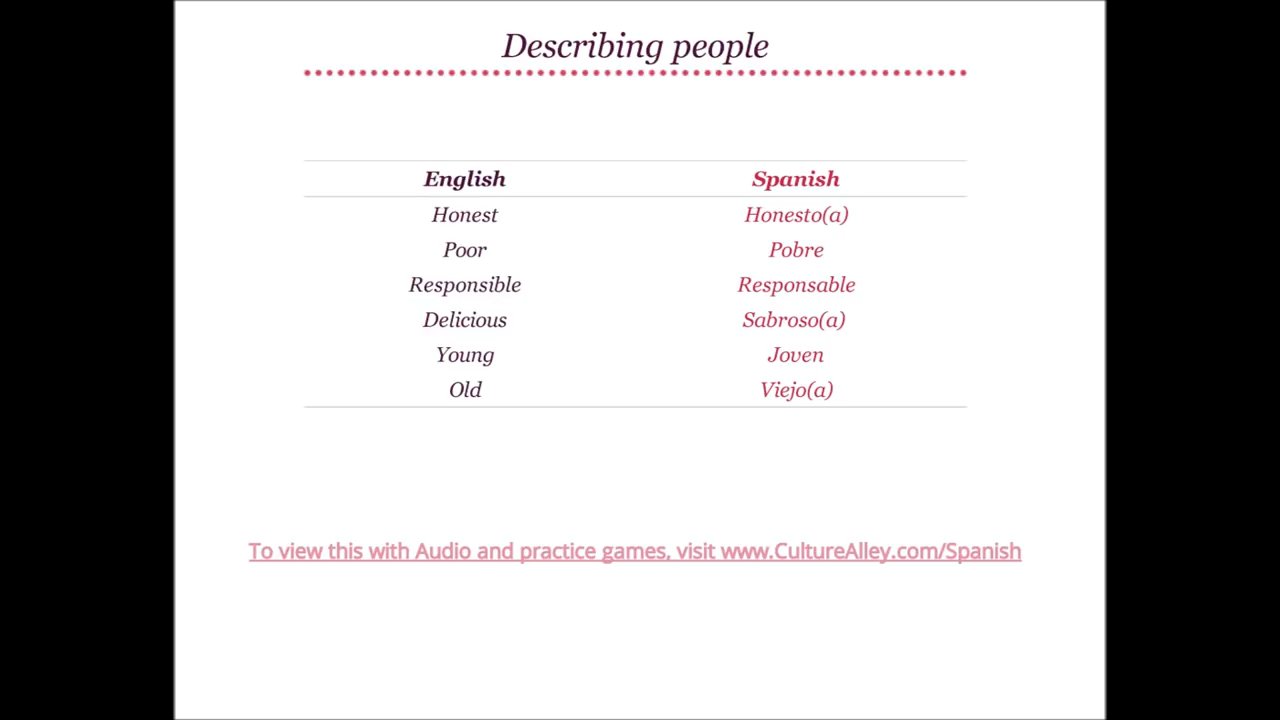 Describing people
English Spanish
Honest Honesto(a)
Poor Pobre
Responsible Responsable
Delicious Sabroso(a)
Young Joven
Old Viejo(a)
To view this with Audio and practice games, visit www.CultureAlley.com/Spanish